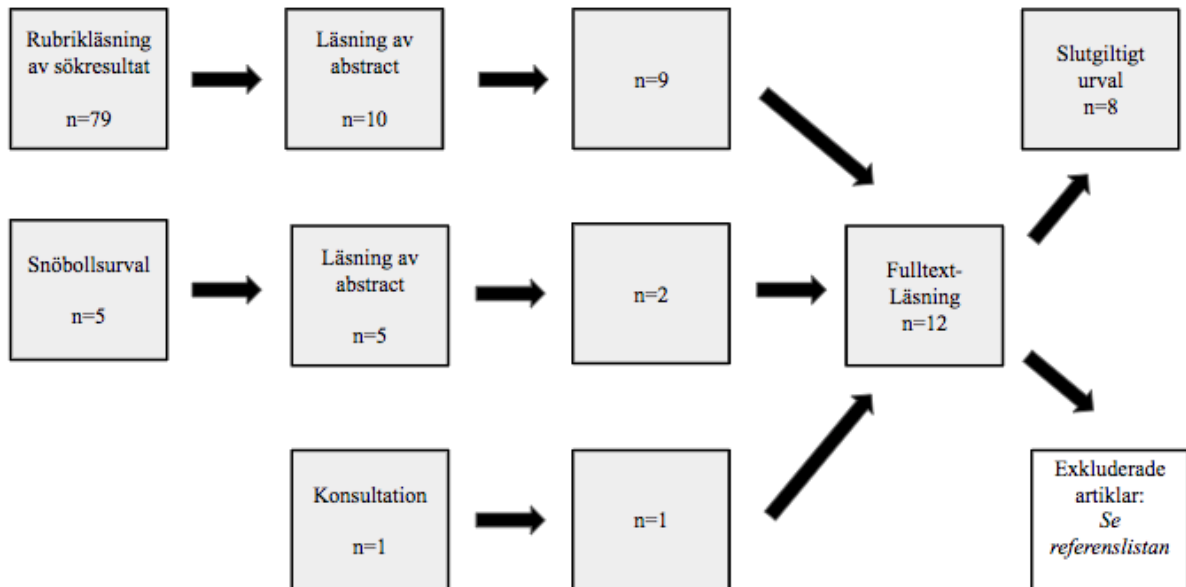 Rubrikläsning
av sökresultat
n=79
Läsning av
abstract
n=10
n=9
Slutgiltigt
urval
n=8
Snöbollsurval
n=5
Läsning av
abstract
n=5
n=2
Fulltext-
Läsning
n=12
Konsultation
n=1
n=1
Exkluderade
artiklar:
Se
referenslistan